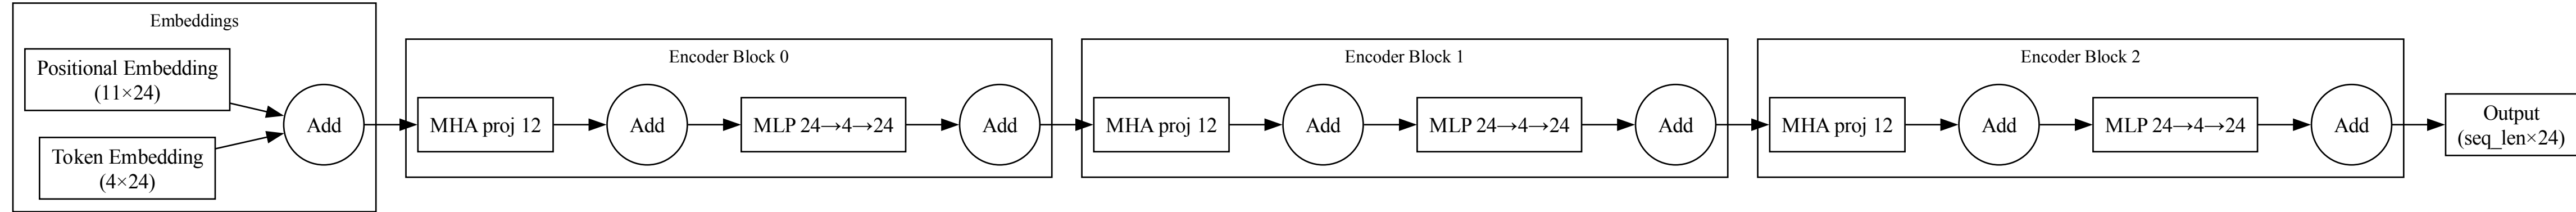 Embeddings
Positional Embedding
(11×24)
Token Embedding
(4×24)
Add
Encoder Block 0
MHA proj 12
Add
MLP 24→4→24
Add
Encoder Block 1
MHA proj 12
Add
MLP 24→4→24
Add
Encoder Block 2
MHA proj 12
Add
MLP 24→4→24
Add
Output
(seq_len×24)